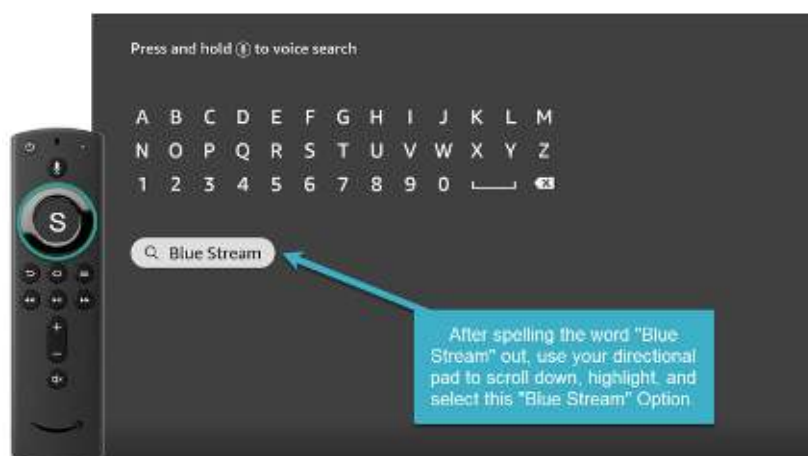 Press and hold to voice search
A B C D E F G H I J K L M
N O P Q R S T U V W X Y Z
1 2 3 4 5 6 7 8 9 0
S
Blue Stream
After spelling the word "Blue
Stream" out, use your directional
pad to scroll down, highlight, and
select this "Blue Stream" Option